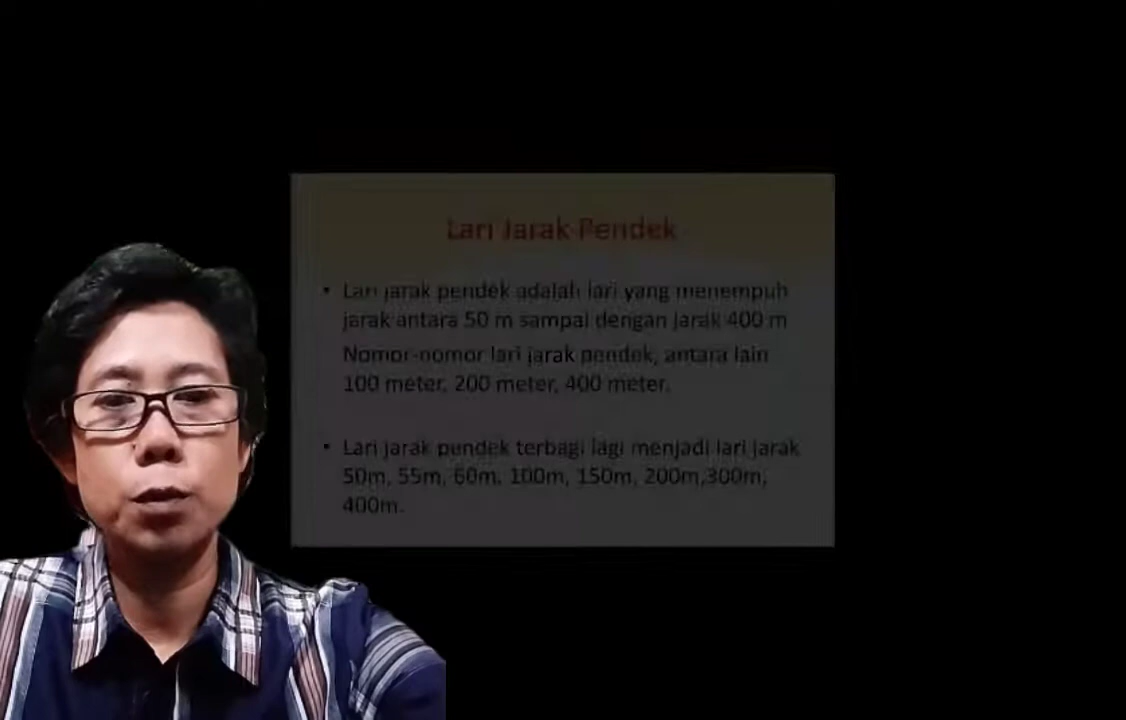 Lari Jarak Pendek
• Lari jarak pendek adalah lari yang menempuh
jarak antara 50 m sampai dengan jarak 400 m
Nomor-nomor lari jarak pendek, antara lain
100 meter, 200 meter, 400 meter.
• Lari jarak pendek terbagi lagi menjadi lari jarak
50m, 55m, 60m, 100m, 150m, 200m,300m,
400m.